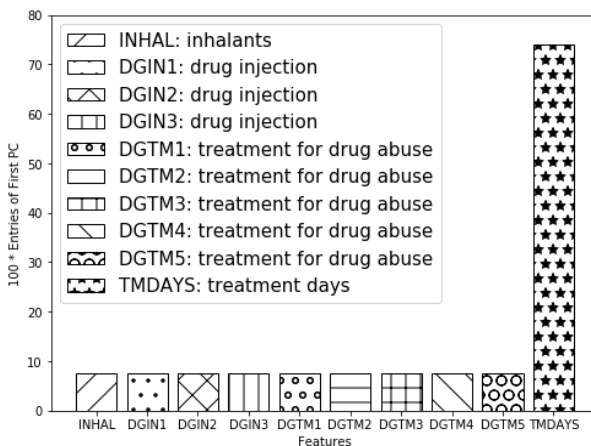 80
70
60
50
40
30
20
10
0
100 * Entries of First PC
INHAL: inhalants
DGIN1: drug injection
DGIN2: drug injection
DGIN3: drug injection
DGTM1: treatment for drug abuse
DGTM2: treatment for drug abuse
DGTM3: treatment for drug abuse
DGTM4: treatment for drug abuse
DGTM5: treatment for drug abuse
TMDAYS: treatment days
INHAL DGIN1 DGIN2 DGIN3 DGTM1 DGTM2 DGTM3 DGTM4 DGTM5 TMDAYS
Features